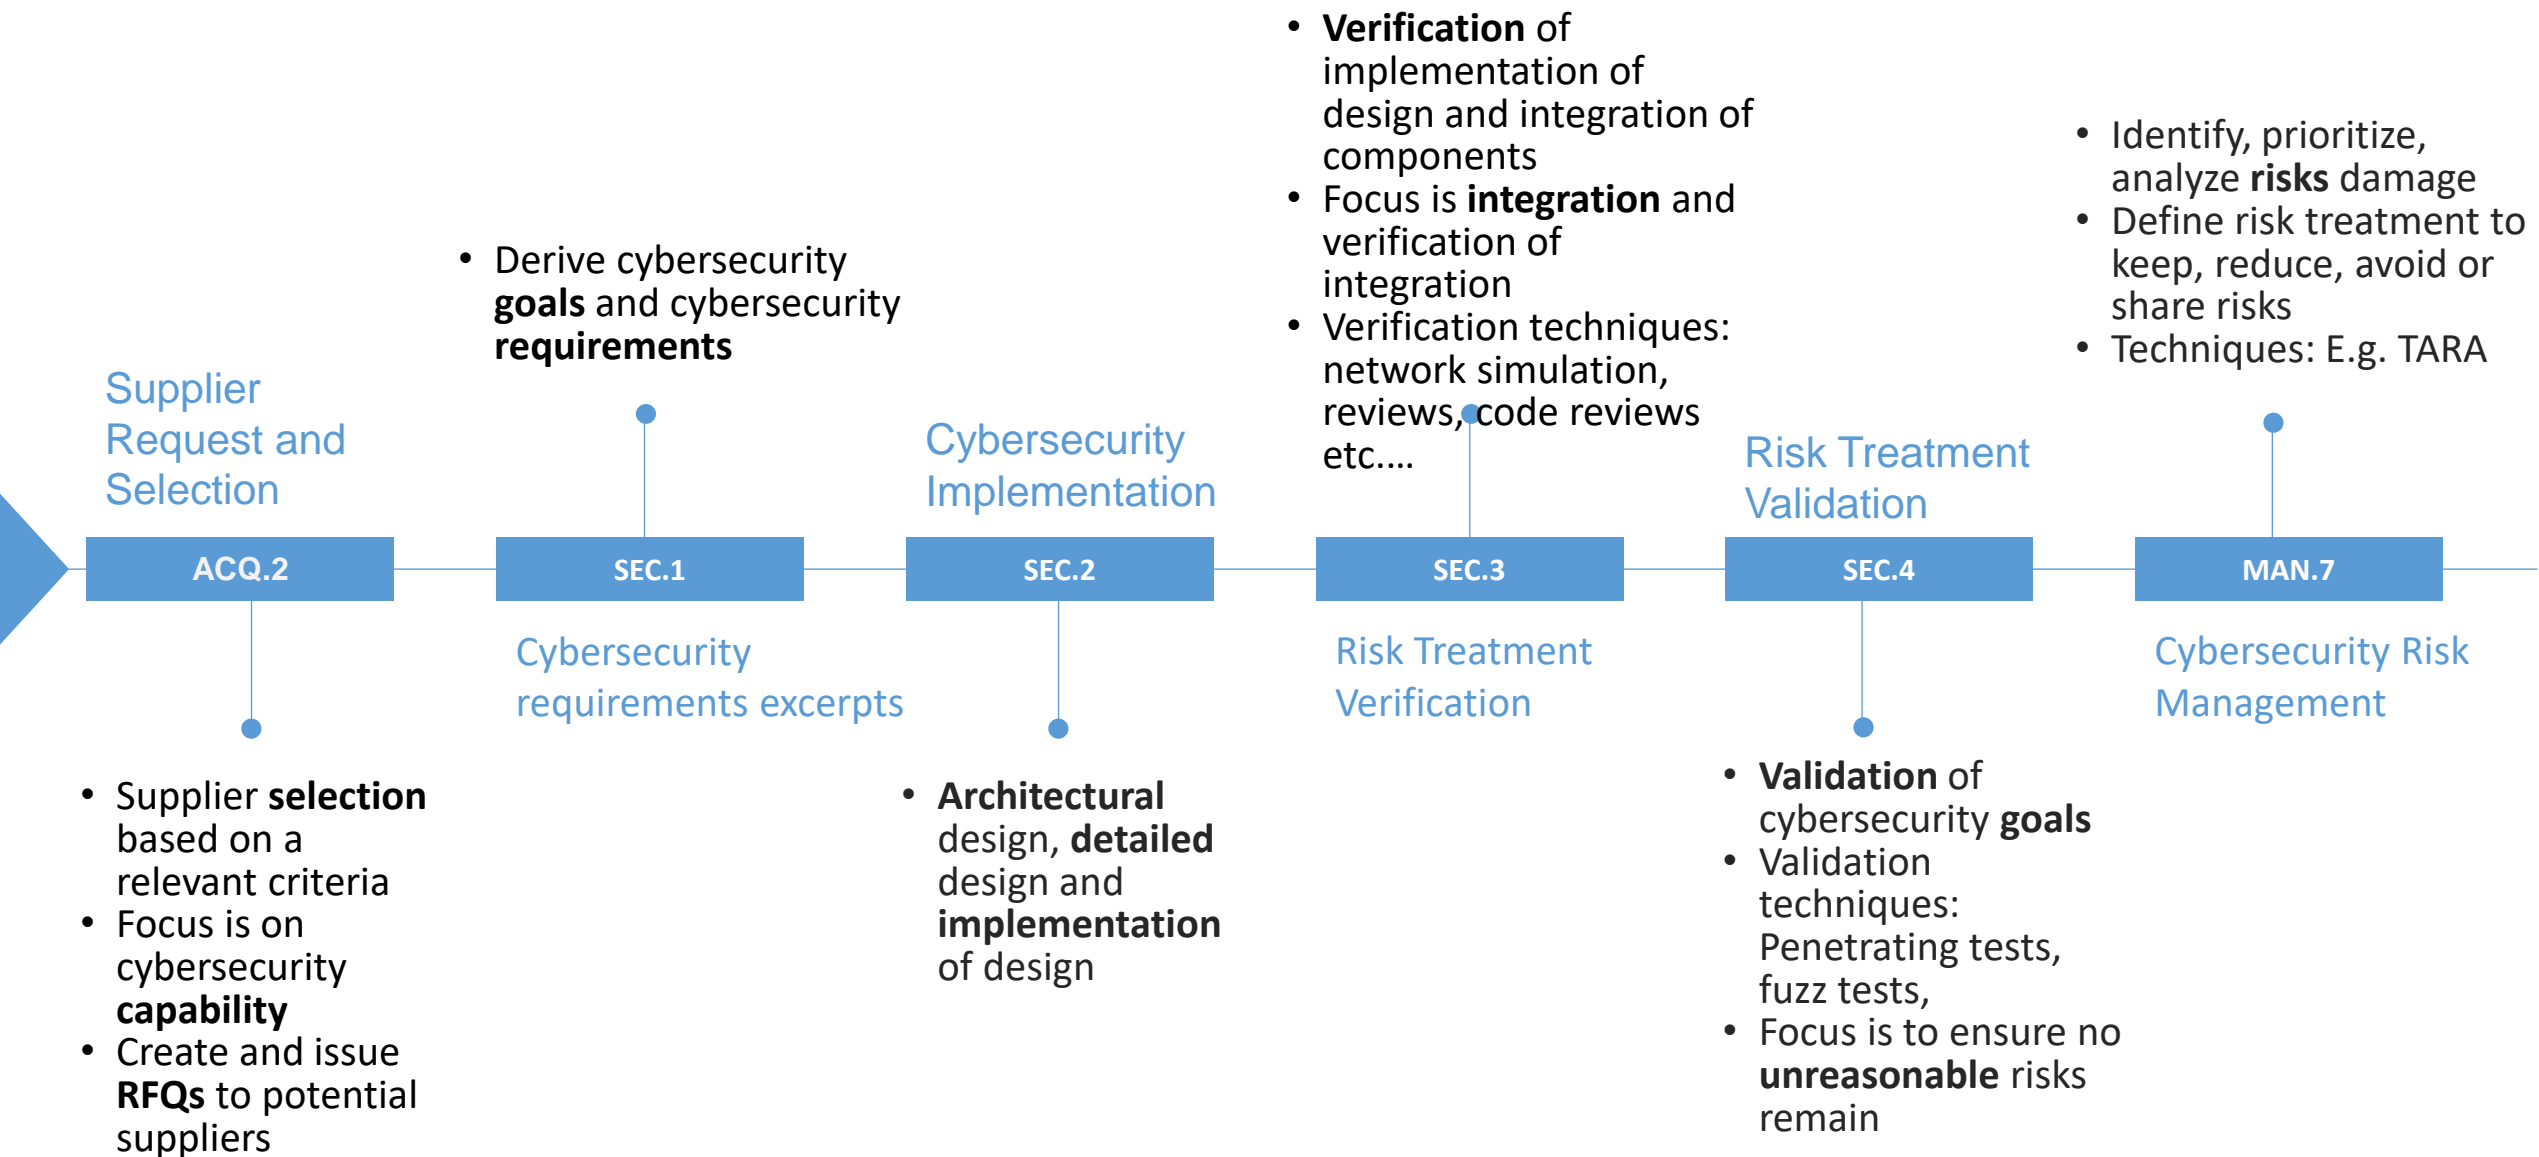 Supplier
Request and
Selection
ACQ.2
• Supplier selection
based on a
relevant criteria
• Focus is on
cybersecurity
capability
• Create and issue
RFQs to potential
suppliers
• Derive cybersecurity
goals and cybersecurity
requirements
SEC.1
Cybersecurity
requirements excerpts
Cybersecurity
Implementation
SEC.2
• Architectural
design, detailed
design and
implementation
of design
• Verification of
implementation of
design and integration of
components
• Focus is integration and
verification of
integration
• Verification techniques:
network simulation,
reviews, code reviews
etc....
SEC.3
Risk Treatment
Verification
Risk Treatment
Validation
SEC.4
• Validation of
cybersecurity goals
• Validation
techniques:
Penetrating tests,
fuzz tests,
• Focus is to ensure no
unreasonable risks
remain
• Identify, prioritize,
analyze risks damage
• Define risk treatment to
keep, reduce, avoid or
share risks
• Techniques: E.g. TARA
MAN.7
Cybersecurity Risk
Management